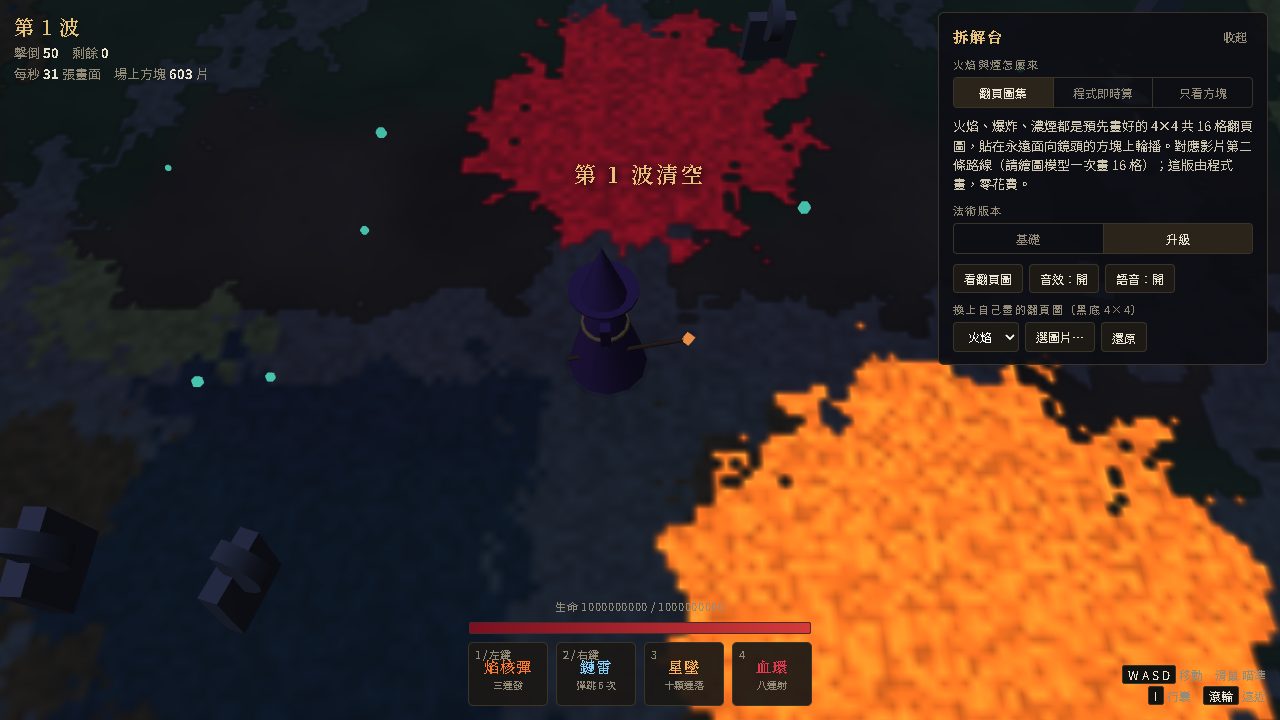 第 1 波
擊倒 50 剩餘 0
每秒 31 張畫面 場上方塊 603 片
第 1 波清空
拆解台
收起
火焰與煙怎麼來
翻頁圖集
程式即時算
只看方塊
火焰、爆炸、濃煙都是預先畫好的 4×4 共 16 格翻頁
圖，貼在永遠面向鏡頭的方塊上輪播。對應影片第二
條路線（請繪圖模型一次畫 16 格）；這版由程式
畫，零花費。
法術版本
基礎
升級
看翻頁圖
音效：開
語音：開
換上自己畫的翻頁圖（黑底 4×4）
火焰
選圖片…
還原
生命 1000000000 / 1000000000
1/左鍵
焰核彈
三連發
2/右鍵
鏈雷
彈跳 6 次
3
星墜
十顆連落
4
血環
八連射
WASD 移動 滑鼠 瞄準
I 行囊 滾輪 遠近